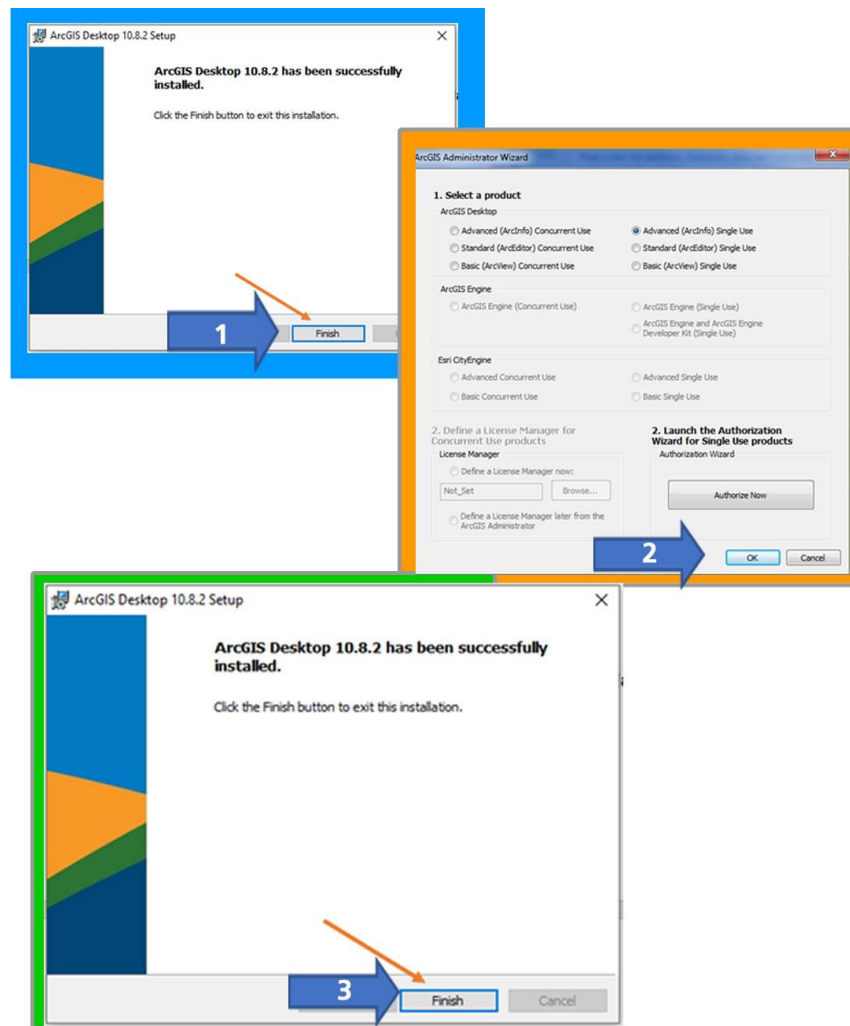 ArcGIS Desktop 10.8.2 Setup
ArcGIS Desktop 10.8.2 has been successfully
installed.
Click the Finish button to exit this installation.
1
Finish
ArcGIS Administrator Wizard
1. Select a product
ArcGIS Desktop
Advanced (ArcInfo) Concurrent Use
Advanced (ArcInfo) Single Use
Standard (ArcEditor) Concurrent Use
Standard (ArcEditor) Single Use
Basic (ArcView) Concurrent Use
Basic (ArcView) Single Use
ArcGIS Engine
ArcGIS Engine (Concurrent Use)
ArcGIS Engine (Single Use)
ArcGIS Engine and ArcGIS Engine
Developer Kit (Single Use)
Esri CityEngine
Advanced Concurrent Use
Advanced Single Use
Basic Concurrent Use
Basic Single Use
2. Define a License Manager for
Concurrent Use products
License Manager
Define a License Manager now:
Not_Set
Browse...
Define a License Manager later from the
ArcGIS Administrator
2. Launch the Authorization
Wizard for Single Use products
Authorization Wizard
Authorize Now
2
OK
Cancel
ArcGIS Desktop 10.8.2 Setup
ArcGIS Desktop 10.8.2 has been successfully
installed.
Click the Finish button to exit this installation.
3
Finish
Cancel